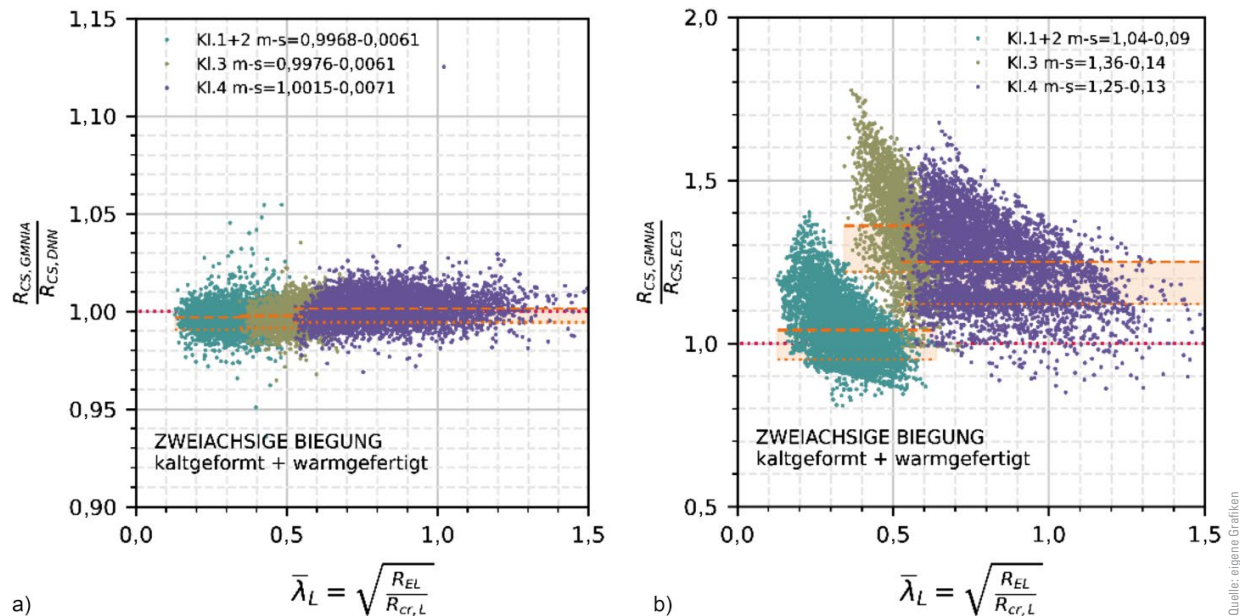 1,15
1,10
1,05
1,00
0,95
0,90
Kl.1+2 m-s=0,9968-0,0061
Kl.3 m-s=0,9976-0,0061
Kl.4 m-s=1,0015-0,0071
R_CS, GMNIA
R_CS, DNN
ZWEIACHSIGE BIEGUNG
kaltgeformt + warmgefertigt
0,0 0,5 1,0 1,5
λ̅_L = √(R_EL / R_cr, L)
a)
2,0
1,5
1,0
0,5
Kl.1+2 m-s=1,04-0,09
Kl.3 m-s=1,36-0,14
Kl.4 m-s=1,25-0,13
R_CS, GMNIA
R_CS, EC3
ZWEIACHSIGE BIEGUNG
kaltgeformt + warmgefertigt
0,0 0,5 1,0 1,5
λ̅_L = √(R_EL / R_cr, L)
b)
Quelle: eigene Grafiken